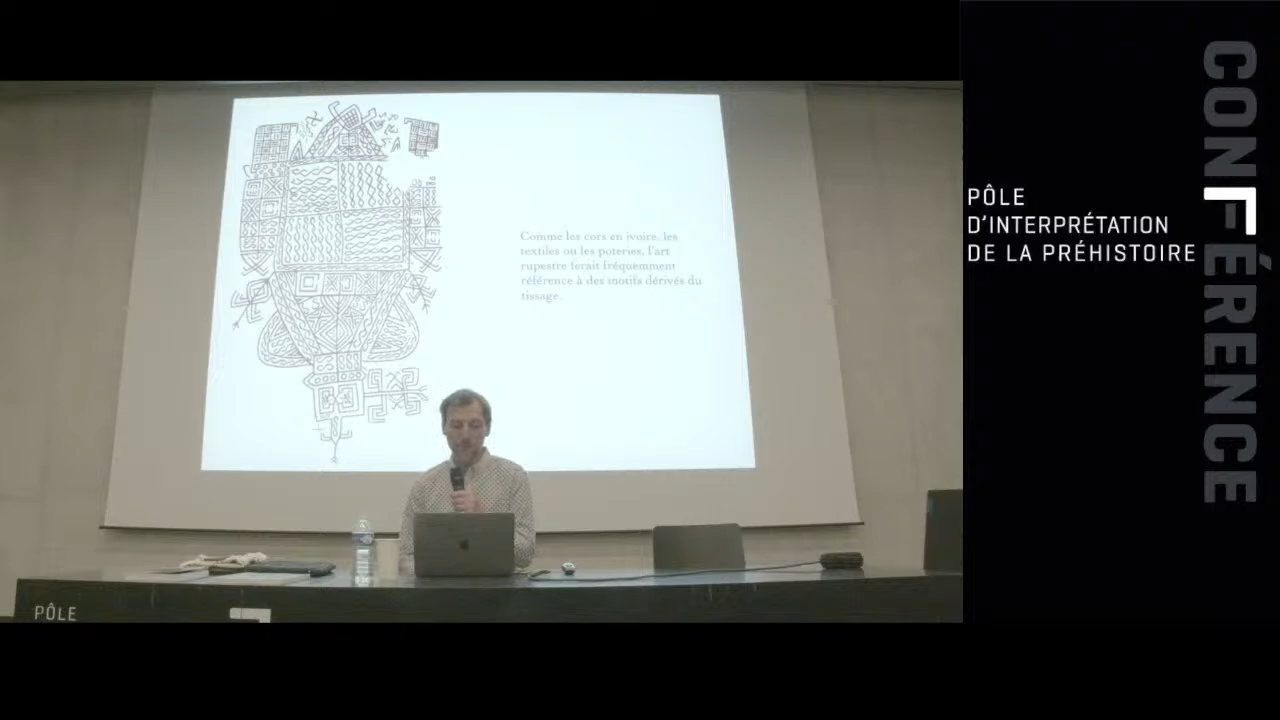 Comme les cors en ivoire, les
textiles ou les poteries, l'art
rupestre ferait fréquemment
référence à des motifs dérivés du
tissage.
PÔLE
D'INTERPRÉTATION
DE LA PRÉHISTOIRE
CONFÉRENCE
PÔLE